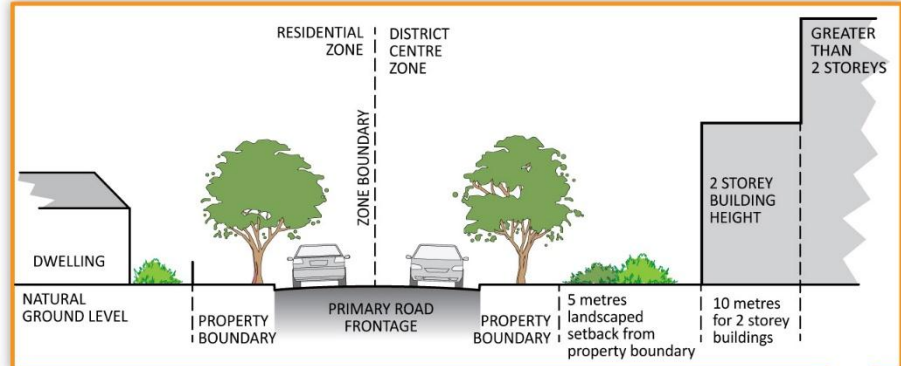 RESIDENTIAL
ZONE
DISTRICT
CENTRE
ZONE
GREATER
THAN
2 STOREYS
ZONE BOUNDARY
2 STOREY
BUILDING
HEIGHT
DWELLING
NATURAL
GROUND LEVEL
PROPERTY
BOUNDARY
PRIMARY ROAD
FRONTAGE
PROPERTY
BOUNDARY
5 metres
landscaped
setback from
property boundary
10 metres
for 2 storey
buildings